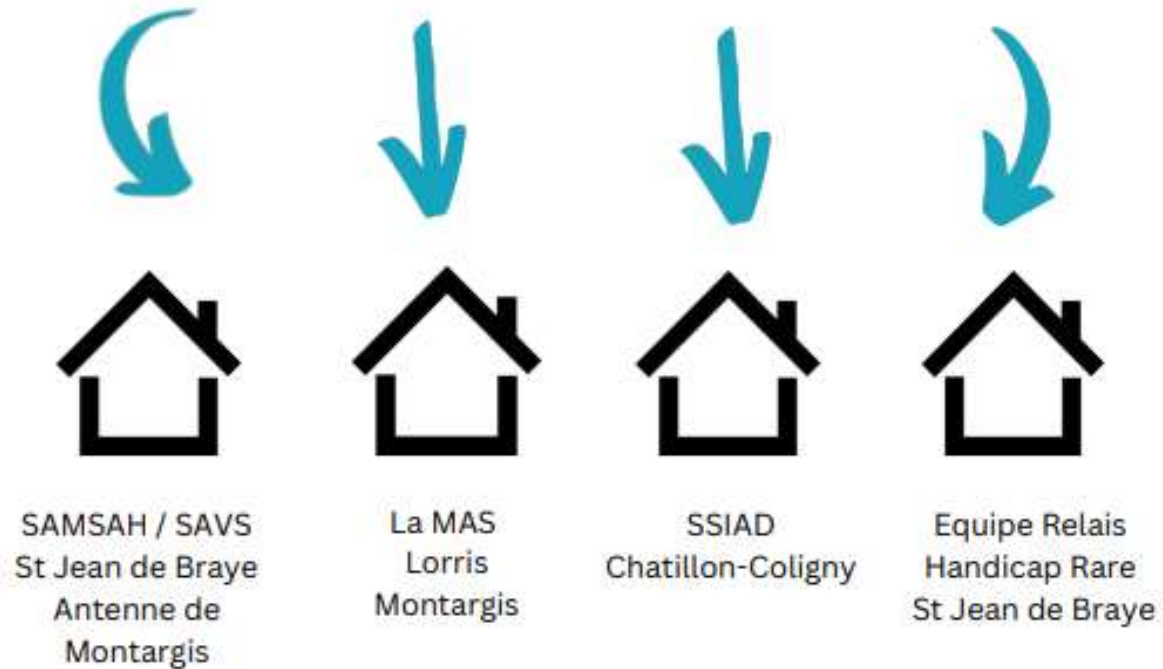 SAMSAH / SAVS
St Jean de Braye
Antenne de
Montargis
La MAS
Lorris
Montargis
SSIAD
Chatillon-Coligny
Equipe Relais
Handicap Rare
St Jean de Braye